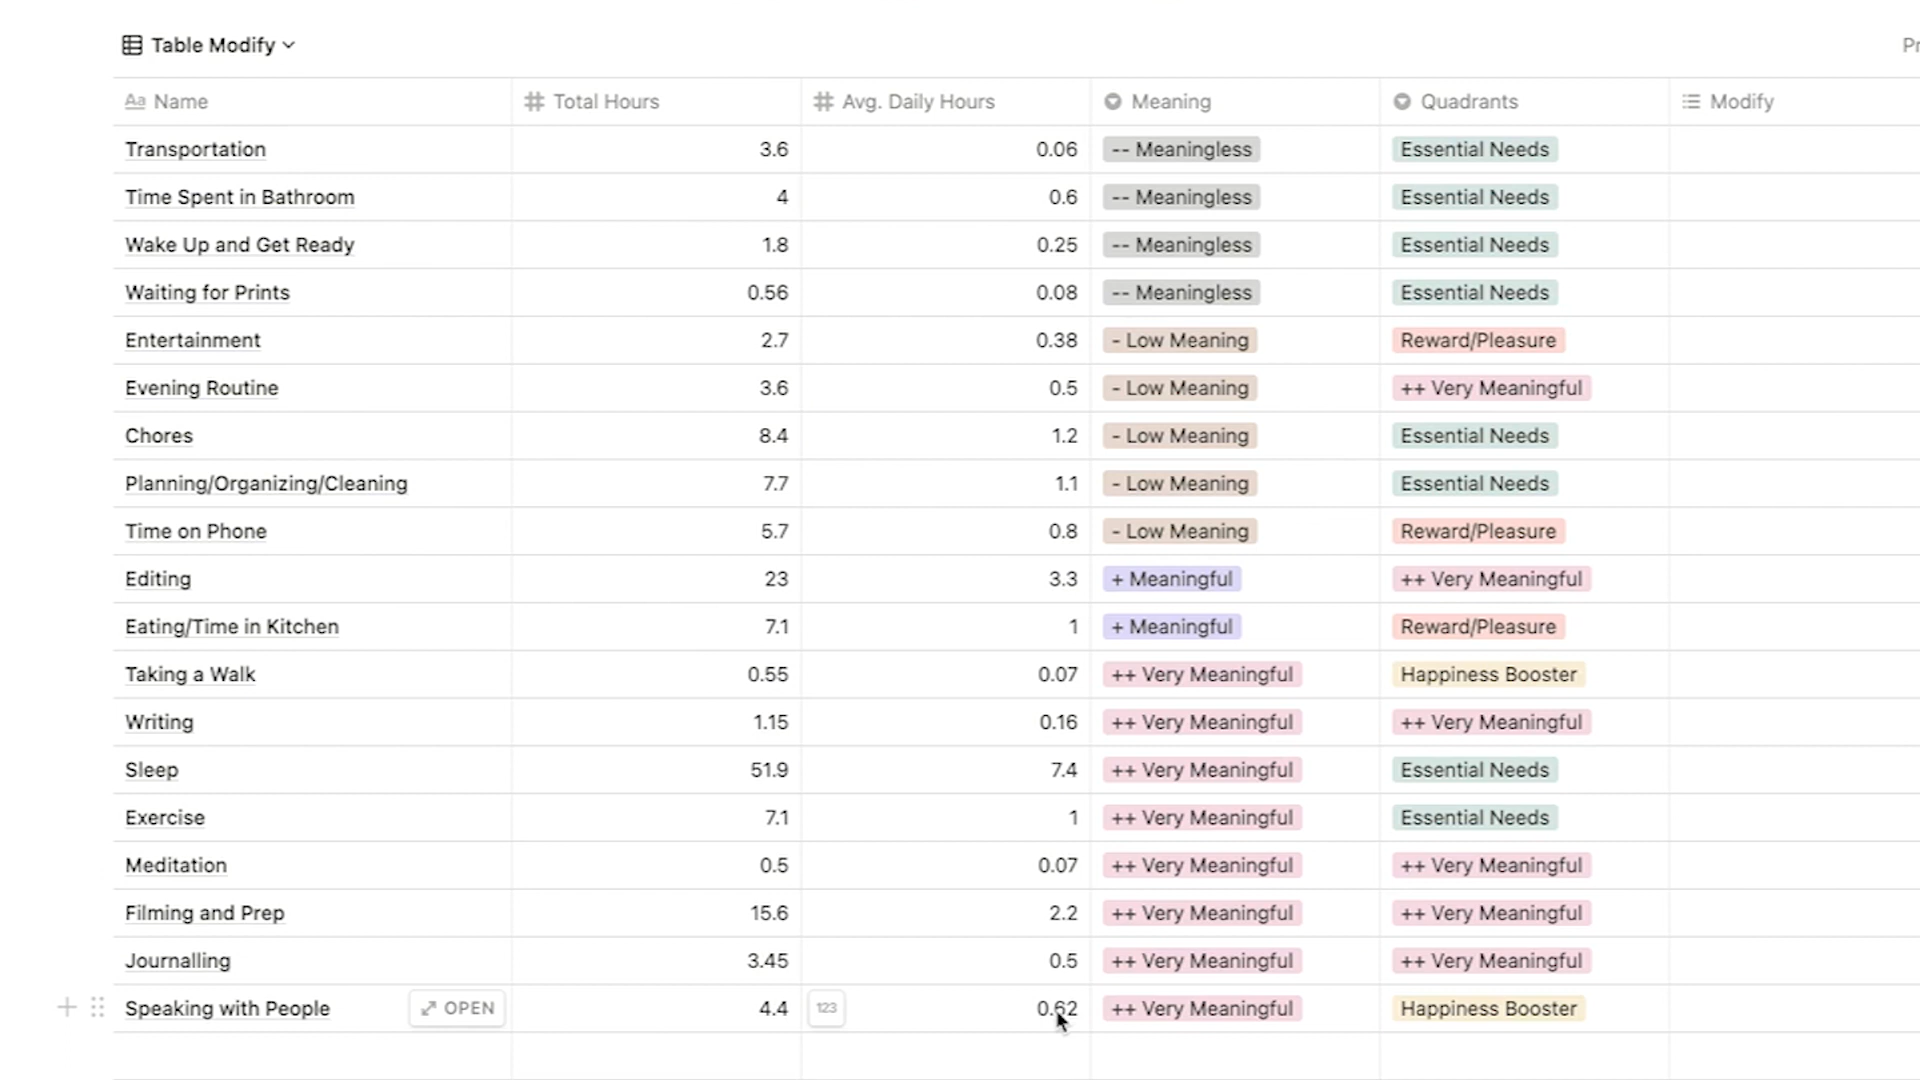 Table Modify
Pr
Aa Name Total Hours Avg. Daily Hours Meaning Quadrants Modify
Transportation 3.6 0.06 -- Meaningless Essential Needs
Time Spent in Bathroom 4 0.6 -- Meaningless Essential Needs
Wake Up and Get Ready 1.8 0.25 -- Meaningless Essential Needs
Waiting for Prints 0.56 0.08 -- Meaningless Essential Needs
Entertainment 2.7 0.38 - Low Meaning Reward/Pleasure
Evening Routine 3.6 0.5 - Low Meaning ++ Very Meaningful
Chores 8.4 1.2 - Low Meaning Essential Needs
Planning/Organizing/Cleaning 7.7 1.1 - Low Meaning Essential Needs
Time on Phone 5.7 0.8 - Low Meaning Reward/Pleasure
Editing 23 3.3 + Meaningful ++ Very Meaningful
Eating/Time in Kitchen 7.1 1 + Meaningful Reward/Pleasure
Taking a Walk 0.55 0.07 ++ Very Meaningful Happiness Booster
Writing 1.15 0.16 ++ Very Meaningful ++ Very Meaningful
Sleep 51.9 7.4 ++ Very Meaningful Essential Needs
Exercise 7.1 1 ++ Very Meaningful Essential Needs
Meditation 0.5 0.07 ++ Very Meaningful ++ Very Meaningful
Filming and Prep 15.6 2.2 ++ Very Meaningful ++ Very Meaningful
Journalling 3.45 0.5 ++ Very Meaningful ++ Very Meaningful
Speaking with People OPEN 4.4 123 0.62 ++ Very Meaningful Happiness Booster